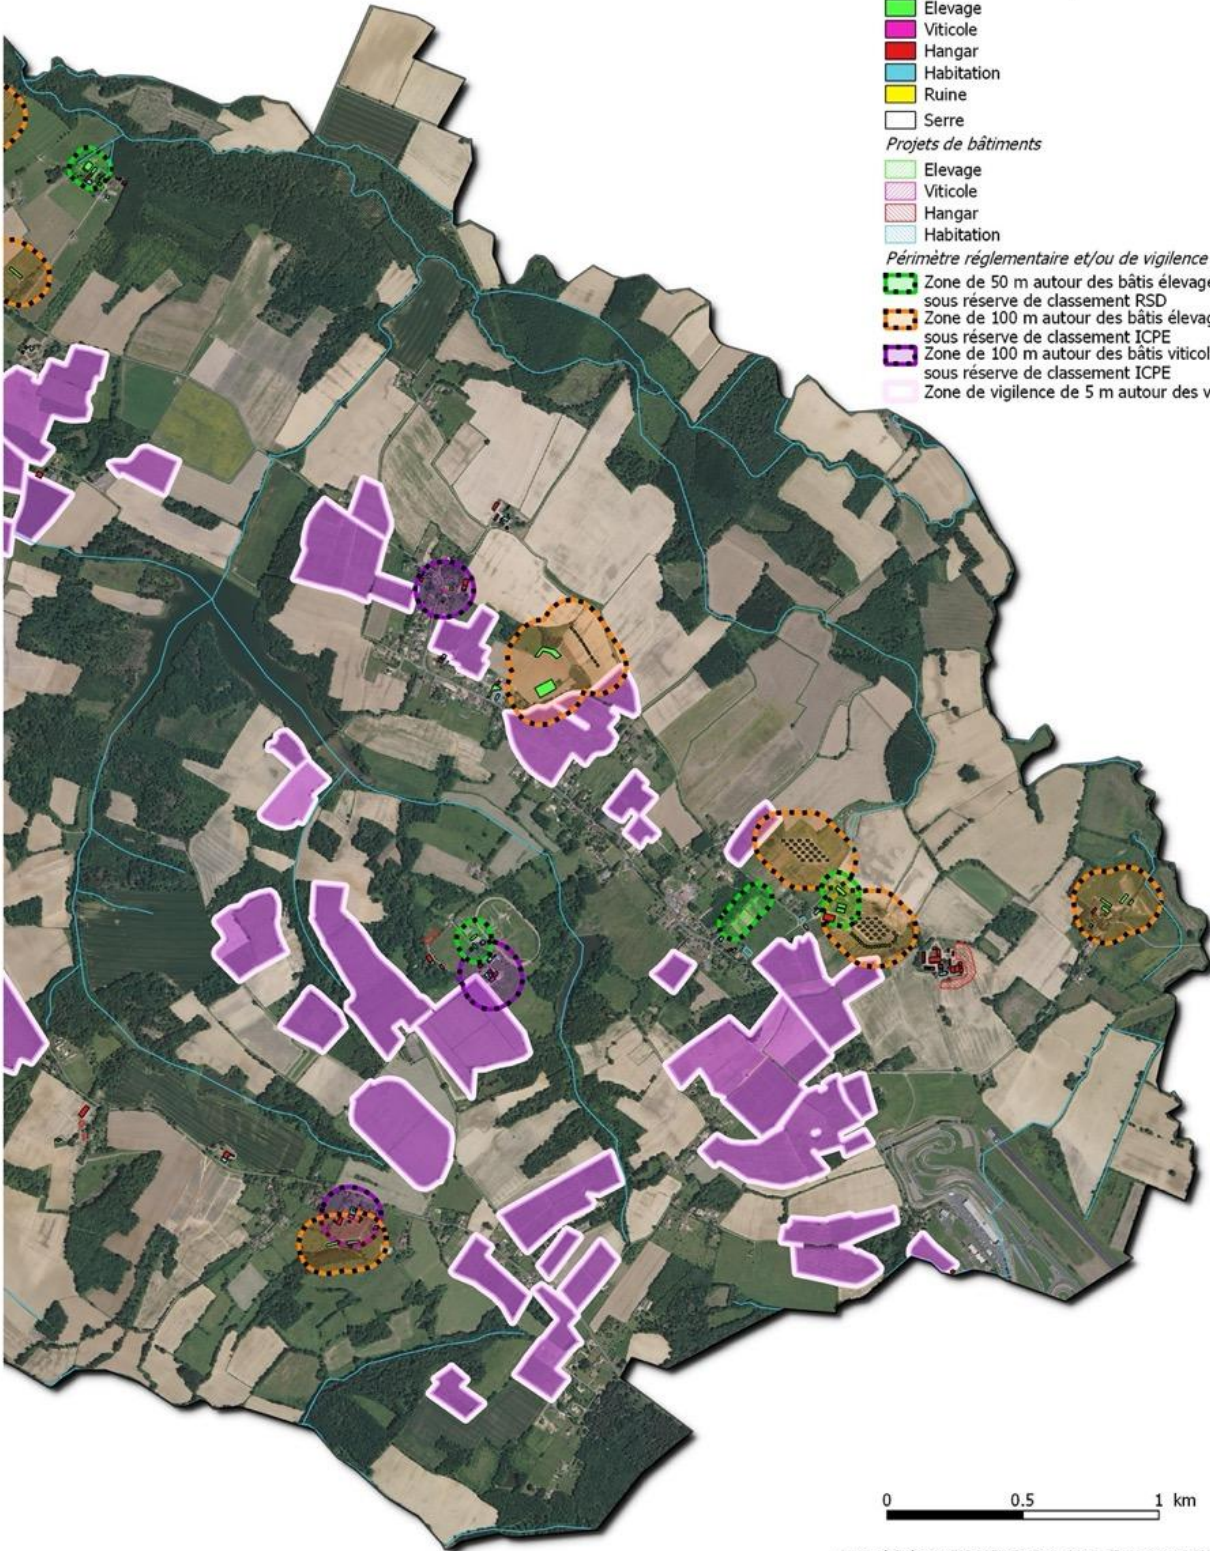 Elevage
Viticole
Hangar
Habitation
Ruine
Serre
Projets de bâtiments
Elevage
Viticole
Hangar
Habitation
Périmètre réglementaire et/ou de vigilence
Zone de 50 m autour des bâtis élevage
sous réserve de classement RSD
Zone de 100 m autour des bâtis élevag
sous réserve de classement ICPE
Zone de 100 m autour des bâtis viticol
sous réserve de classement ICPE
Zone de vigilence de 5 m autour des v
0 0.5 1 km